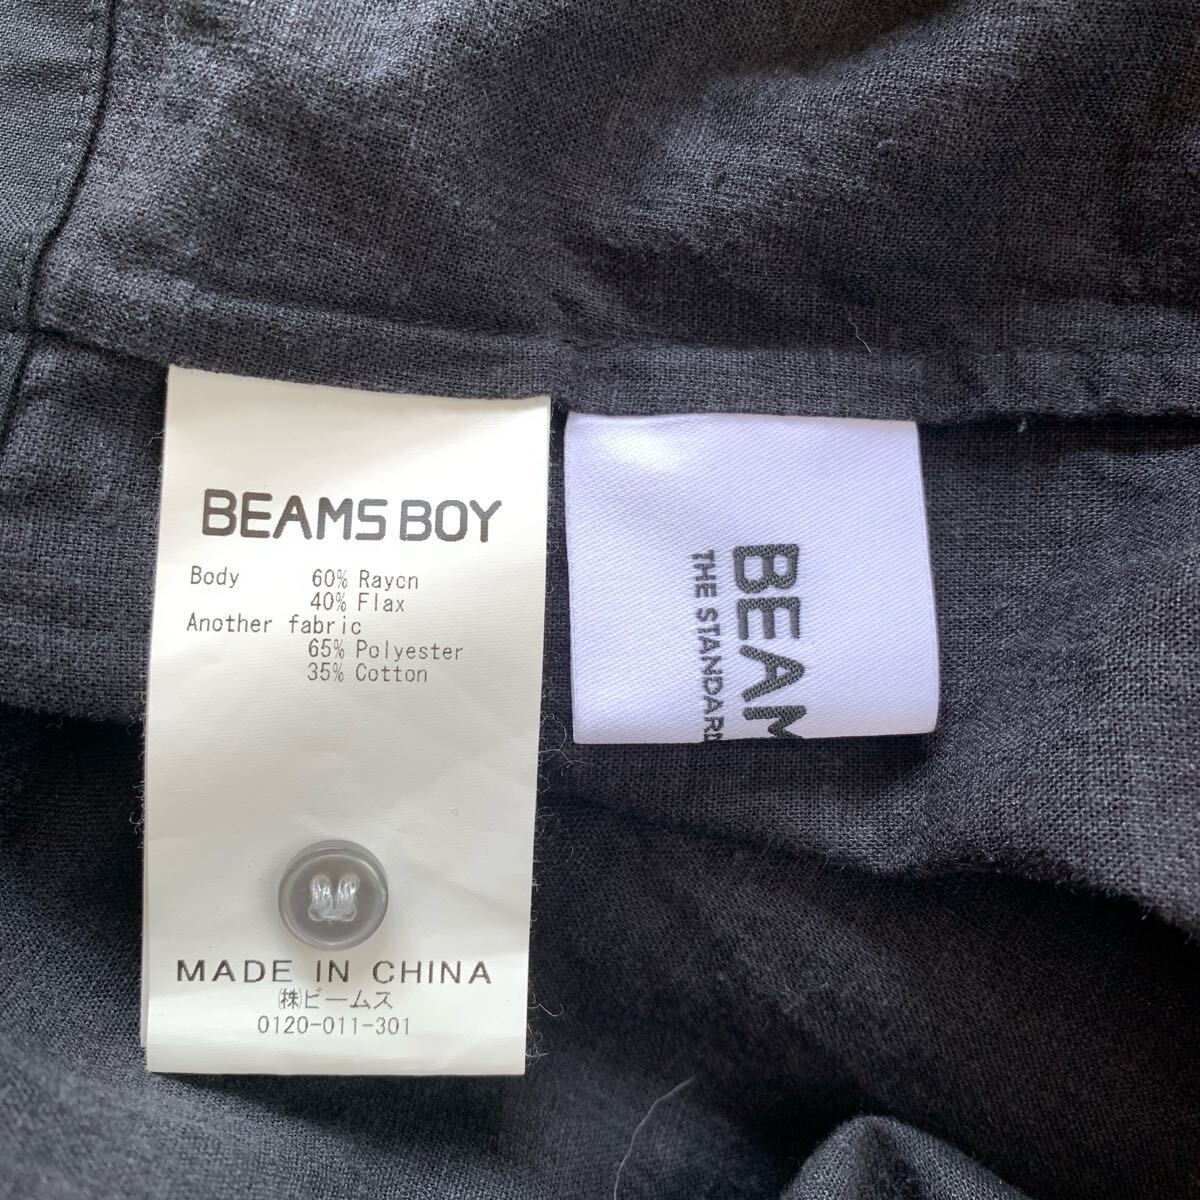 BEAMS BOY
Body 60% Rayon
40% Flax
Another fabric
65% Polyester
35% Cotton
MADE IN CHINA
㈱ビームス
0120-011-301
BEAM
THE STANDAR